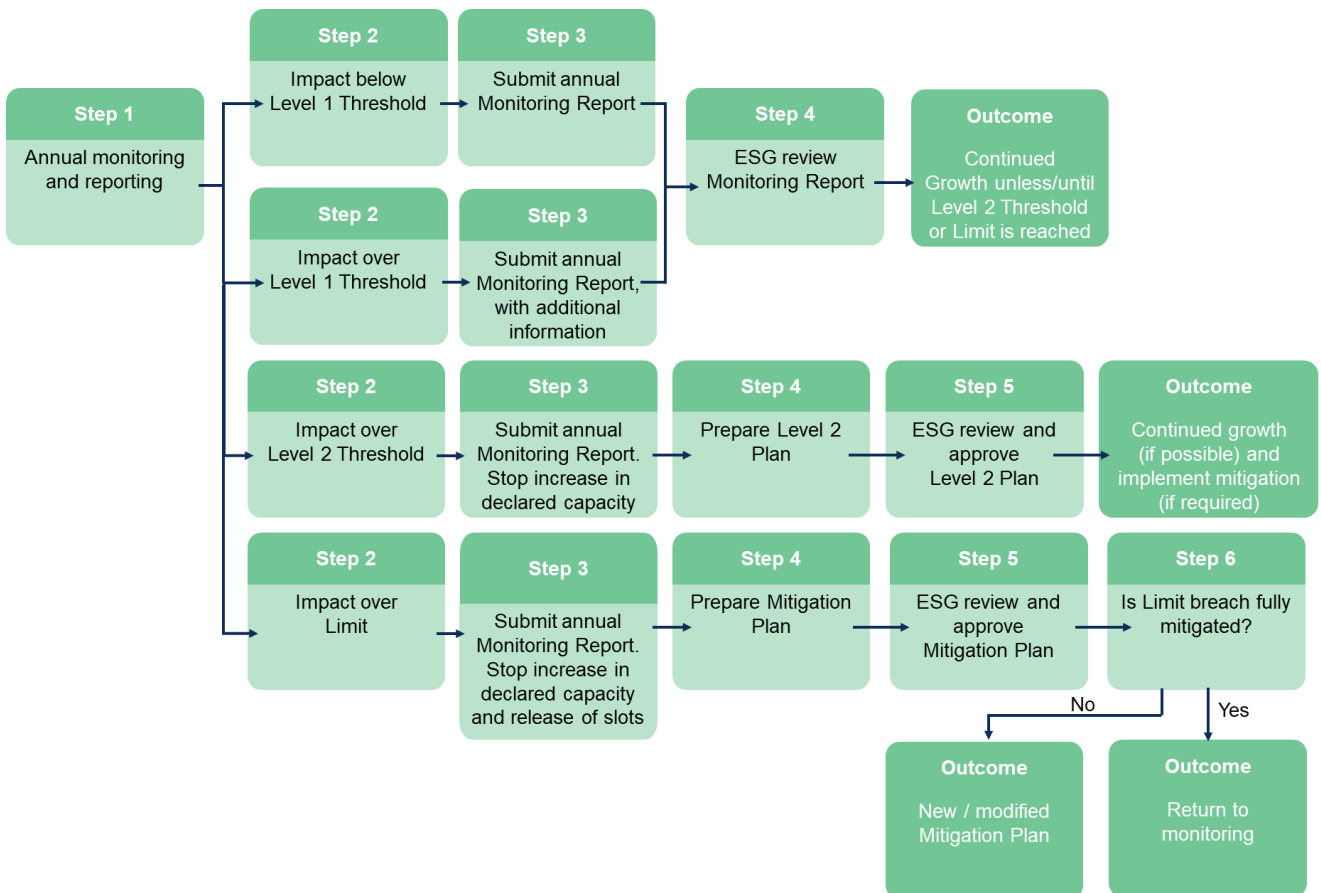 Step 1
Annual monitoring
and reporting
Step 2
Impact below
Level 1 Threshold
Step 3
Submit annual
Monitoring Report
Step 2
Impact over
Level 1 Threshold
Step 3
Submit annual
Monitoring Report,
with additional
information
Step 4
ESG review
Monitoring Report
Outcome
Continued
Growth unless/until
Level 2 Threshold
or Limit is reached
Step 2
Impact over
Level 2 Threshold
Step 3
Submit annual
Monitoring Report.
Stop increase in
declared capacity
Step 4
Prepare Level 2
Plan
Step 5
ESG review and
approve
Level 2 Plan
Outcome
Continued growth
(if possible) and
implement mitigation
(if required)
Step 2
Impact over
Limit
Step 3
Submit annual
Monitoring Report.
Stop increase in
declared capacity
and release of slots
Step 4
Prepare Mitigation
Plan
Step 5
ESG review and
approve
Mitigation Plan
Step 6
Is Limit breach fully
mitigated?
No
Yes
Outcome
New / modified
Mitigation Plan
Outcome
Return to
monitoring